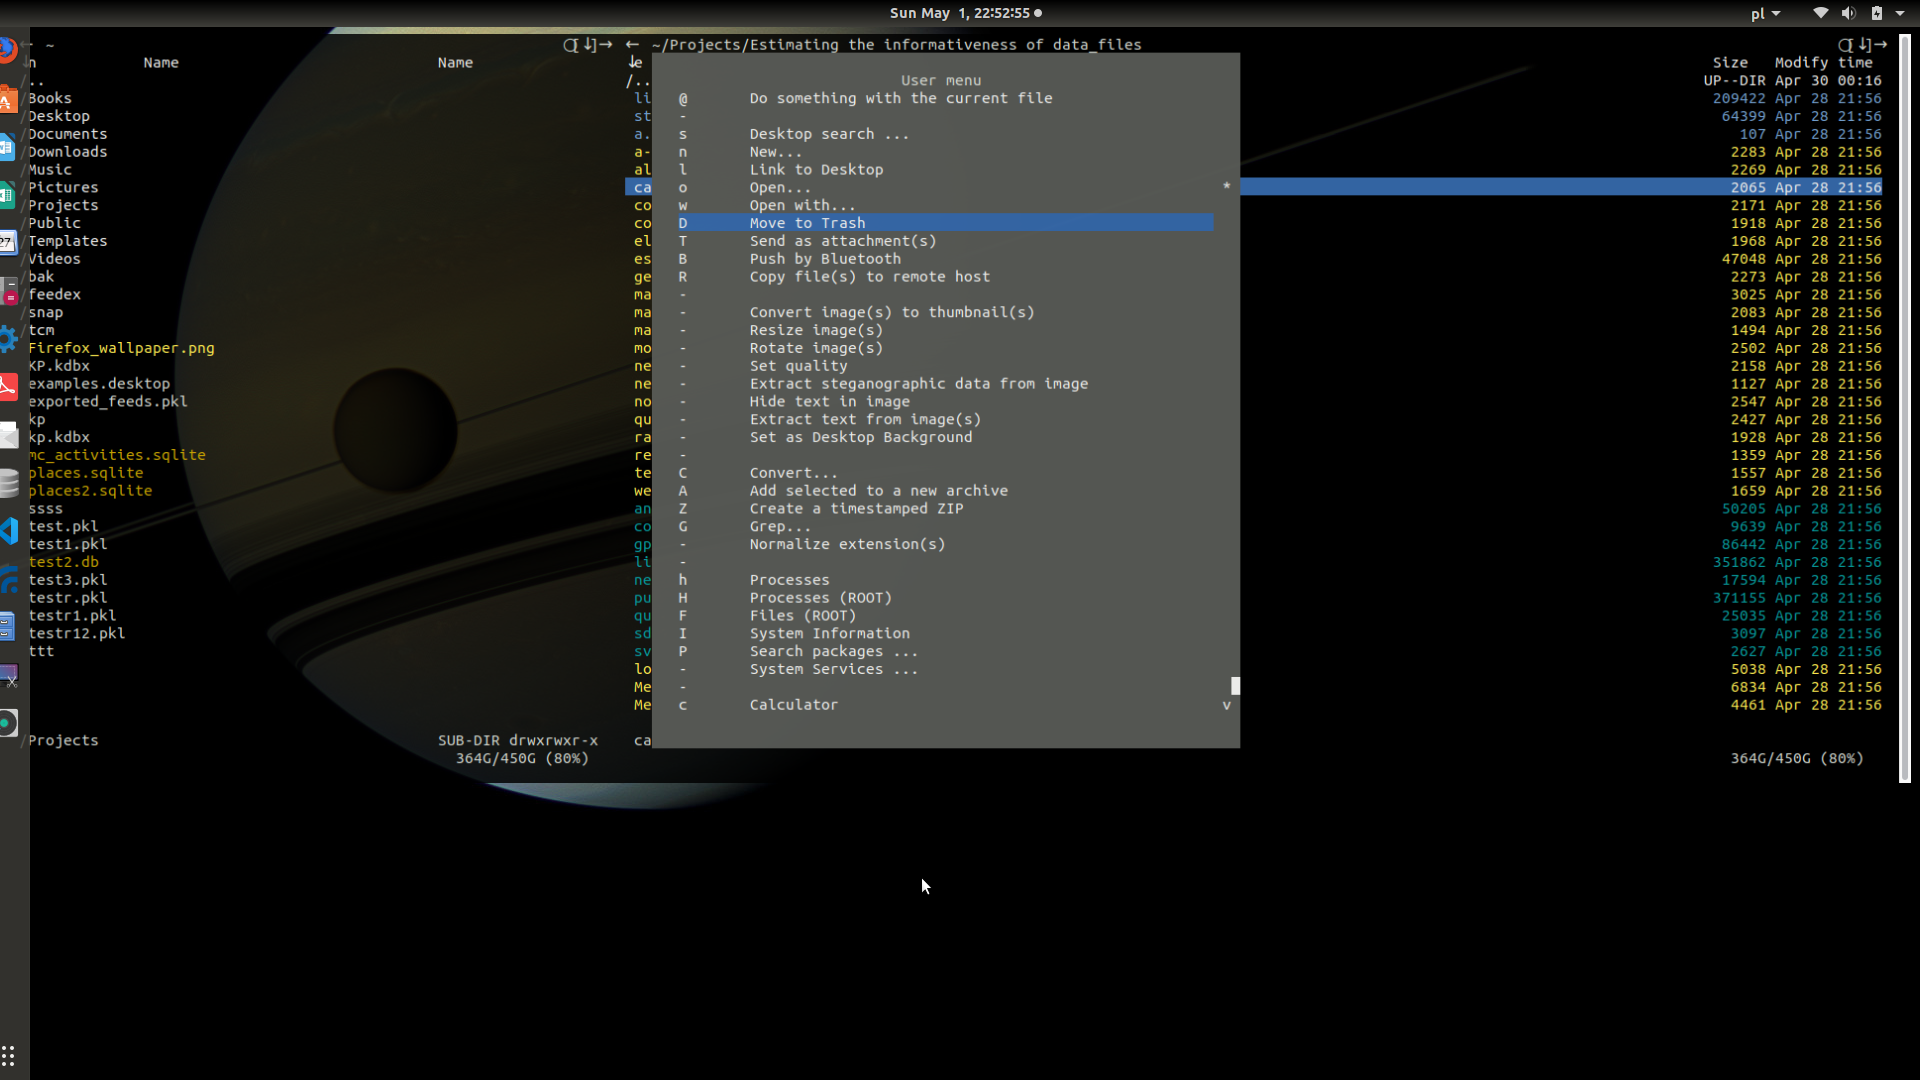 Sun May 1, 22:52:55
pl
← ~
← ~/Projects/Estimating the informativeness of data_files
n Name Name
/..
Books
Desktop
/Documents
/Downloads
/Music
/Pictures
/Projects
/Public
/Templates
/Videos
/bak
/feedex
/snap
/tcm
Firefox_wallpaper.png
KP.kdbx
examples.desktop
exported_feeds.pkl
kp
kp.kdbx
mc_activities.sqlite
places.sqlite
places2.sqlite
ssss
test.pkl
test1.pkl
test2.db
test3.pkl
testr.pkl
testr1.pkl
testr12.pkl
ttt
/Projects SUB-DIR drwxrwxr-x
364G/450G (80%)
e
/..
li
st
a.
a-
al
ca
co
co
el
es
ge
ma
ma
ma
mo
ne
ne
no
qu
ra
re
te
we
an
co
gp
li
ne
pu
qu
sd
sv
lo
Me
Me
ca
User menu
@ Do something with the current file
-
s Desktop search ...
n New...
l Link to Desktop
o Open... *
w Open with...
D Move to Trash
T Send as attachment(s)
B Push by Bluetooth
R Copy file(s) to remote host
-
- Convert image(s) to thumbnail(s)
- Resize image(s)
- Rotate image(s)
- Set quality
- Extract steganographic data from image
- Hide text in image
- Extract text from image(s)
- Set as Desktop Background
-
C Convert...
A Add selected to a new archive
Z Create a timestamped ZIP
G Grep...
- Normalize extension(s)
-
h Processes
H Processes (ROOT)
F Files (ROOT)
I System Information
P Search packages ...
- System Services ...
-
c Calculator v
Size Modify time
UP--DIR Apr 30 00:16
209422 Apr 28 21:56
64399 Apr 28 21:56
107 Apr 28 21:56
2283 Apr 28 21:56
2269 Apr 28 21:56
2065 Apr 28 21:56
2171 Apr 28 21:56
1918 Apr 28 21:56
1968 Apr 28 21:56
47048 Apr 28 21:56
2273 Apr 28 21:56
3025 Apr 28 21:56
2083 Apr 28 21:56
1494 Apr 28 21:56
2502 Apr 28 21:56
2158 Apr 28 21:56
1127 Apr 28 21:56
2547 Apr 28 21:56
2427 Apr 28 21:56
1928 Apr 28 21:56
1359 Apr 28 21:56
1557 Apr 28 21:56
1659 Apr 28 21:56
50205 Apr 28 21:56
9639 Apr 28 21:56
86442 Apr 28 21:56
351862 Apr 28 21:56
17594 Apr 28 21:56
371155 Apr 28 21:56
25035 Apr 28 21:56
3097 Apr 28 21:56
2627 Apr 28 21:56
5038 Apr 28 21:56
6834 Apr 28 21:56
4461 Apr 28 21:56
364G/450G (80%)